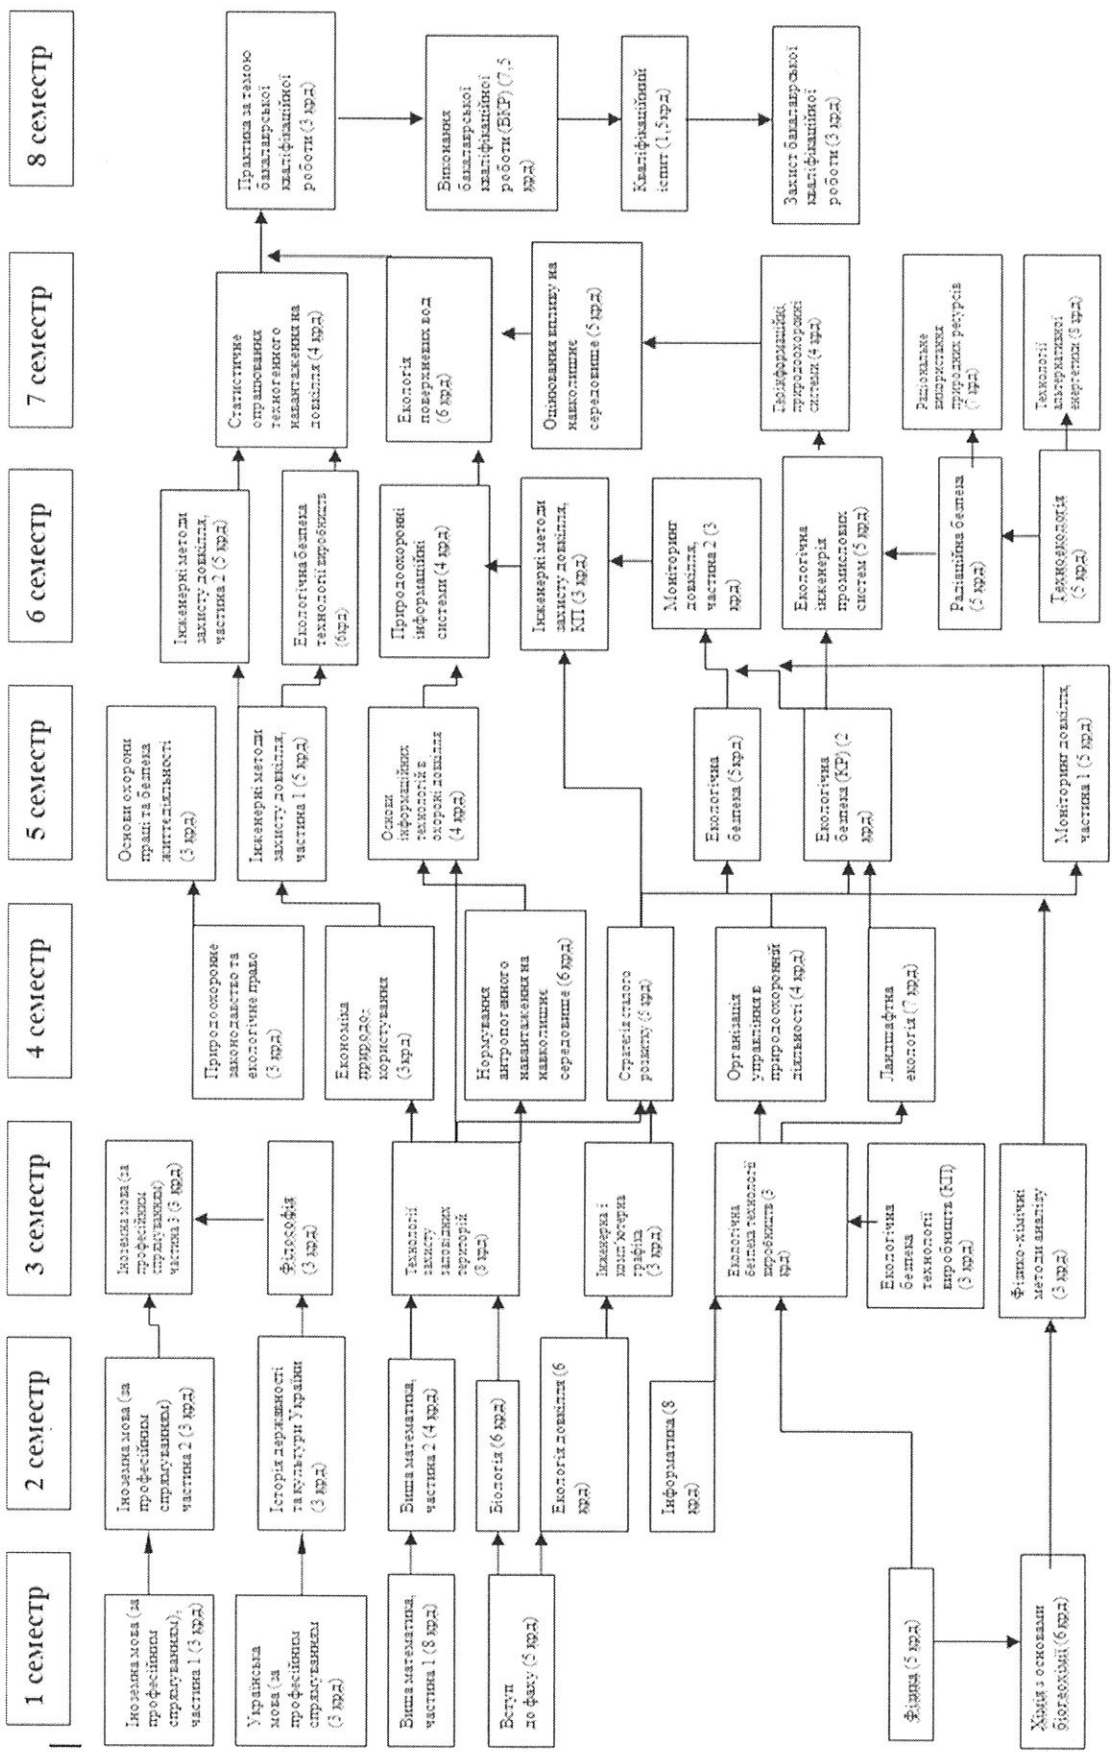 1 семестр
2 семестр
3 семестр
4 семестр
5 семестр
6 семестр
7 семестр
8 семестр
Іноземна мова (за
професійним
спрямуванням),
частина 1 (3 крд)
Українська
мова (за
професійним
спрямуванням)
(3 крд)
Вища математика,
частина 1 (8 крд)
Вступ
до фаху (5 крд)
Фізика (5 крд)
Хімія з основами
біогеохімії (6 крд)
Іноземна мова (за
професійним
спрямуванням)
частина 2 (3 крд)
Історія державності
та культури України
(3 крд)
Вища математика,
частина 2 (4 крд)
Біологія (6 крд)
Екологія довкілля (6
крд)
Інформатика (8
крд)
Іноземна мова (за
професійним
спрямуванням)
частина 3 (3 крд)
Філософія
(3 крд)
Технології
захисту
заповідних
територій
(8 крд)
Інженерна і
комп'ютерна
графіка
(3 крд)
Екологічна
безпека технології
виробництв (3
крд)
Екологічна
безпека
технології
виробництв (КП)
(3 крд)
Фізико-хімічні
методи аналізу
(3 крд)
Природоохоронне
законодавство та
екологічне право
(3 крд)
Економіка
природо-
користування
(3крд)
Нормування
антропогенного
навантаження на
навколишнє
середовище (6 крд)
Стратегія сталого
розвитку (5 крд)
Організація
управління в
природоохоронній
діяльності (4 крд)
Ландшафтна
екологія (7 крд)
Основи охорони
праці та безпека
життєдіяльності
(3 крд)
Інженерні методи
захисту довкілля,
частина 1 (5 крд)
Основи
інформаційних
технологій в
охороні довкілля
(4 крд)
Екологічна
безпека (5крд)
Екологічна
безпека (КР) (2
крд)
Моніторинг довкілля,
частина 1 (5 крд)
Інженерні методи
захисту довкілля,
частина 2 (5 крд)
Екологічна безпека
технології виробництв
(6крд)
Природоохоронні
інформаційні
системи (4 крд)
Інженерні методи
захисту довкілля,
КП (3 крд)
Моніторинг
довкілля,
частина 2 (3
крд)
Екологічна
інженерія
промислових
систем (5 крд)
Радіаційна безпека
(5 крд)
Техноекологія
(5 крд)
Статистичне
опрацювання
техногенного
навантаження на
довкілля (4 крд)
Екологія
поверхневих вод
(6 крд)
Оцінювання впливу на
навколишнє
середовище (5 крд)
Геоінформаційні
природоохоронні
системи (4 крд)
Раціональне
використання
природних ресурсів
(7 крд)
Технології
альтернативної
енергетики (8 крд)
Практика за темою
бакалаврської
кваліфікаційної
роботи (3 крд)
Виконання
бакалаврської
кваліфікаційної
роботи (ВКР) (7,5
крд)
Кваліфікаційний
іспит (1,5крд)
Захист бакалаврської
кваліфікаційної
роботи (3 крд)